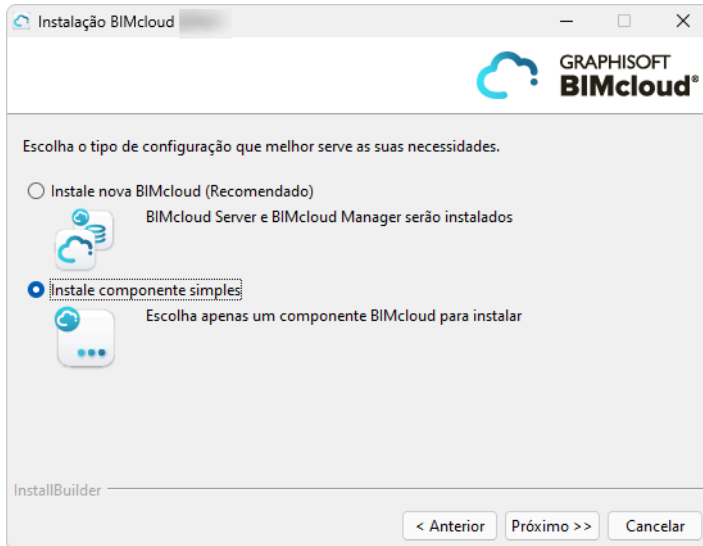 Instalação BIMcloud
GRAPHISOFT
BIMcloud®
Escolha o tipo de configuração que melhor serve as suas necessidades.
Instale nova BIMcloud (Recomendado)
BIMcloud Server e BIMcloud Manager serão instalados
Instale componente simples
Escolha apenas um componente BIMcloud para instalar
InstallBuilder
< Anterior Próximo >> Cancelar